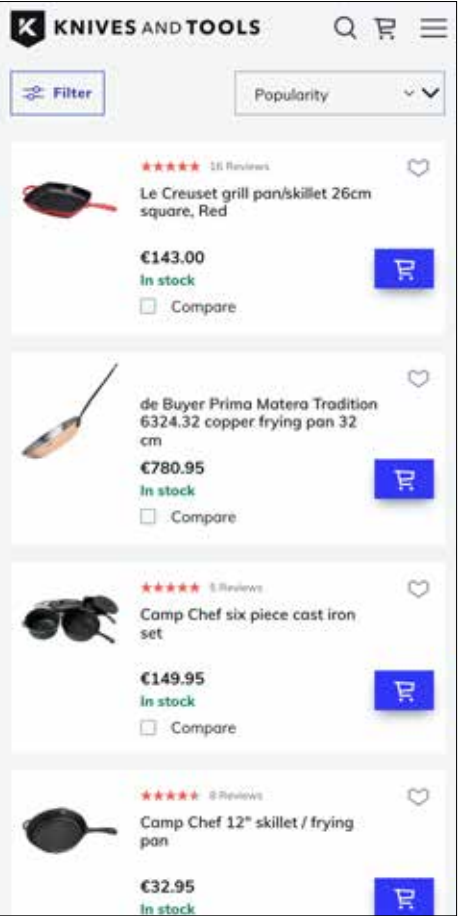 KNIVES AND TOOLS
Filter
Popularity
16 Reviews
Le Creuset grill pan/skillet 26cm
square, Red
€143.00
In stock
Compare
de Buyer Prima Matera Tradition
6324.32 copper frying pan 32
cm
€780.95
In stock
Compare
5 Reviews
Camp Chef six piece cast iron
set
€149.95
In stock
Compare
8 Reviews
Camp Chef 12" skillet / frying
pan
€32.95
In stock